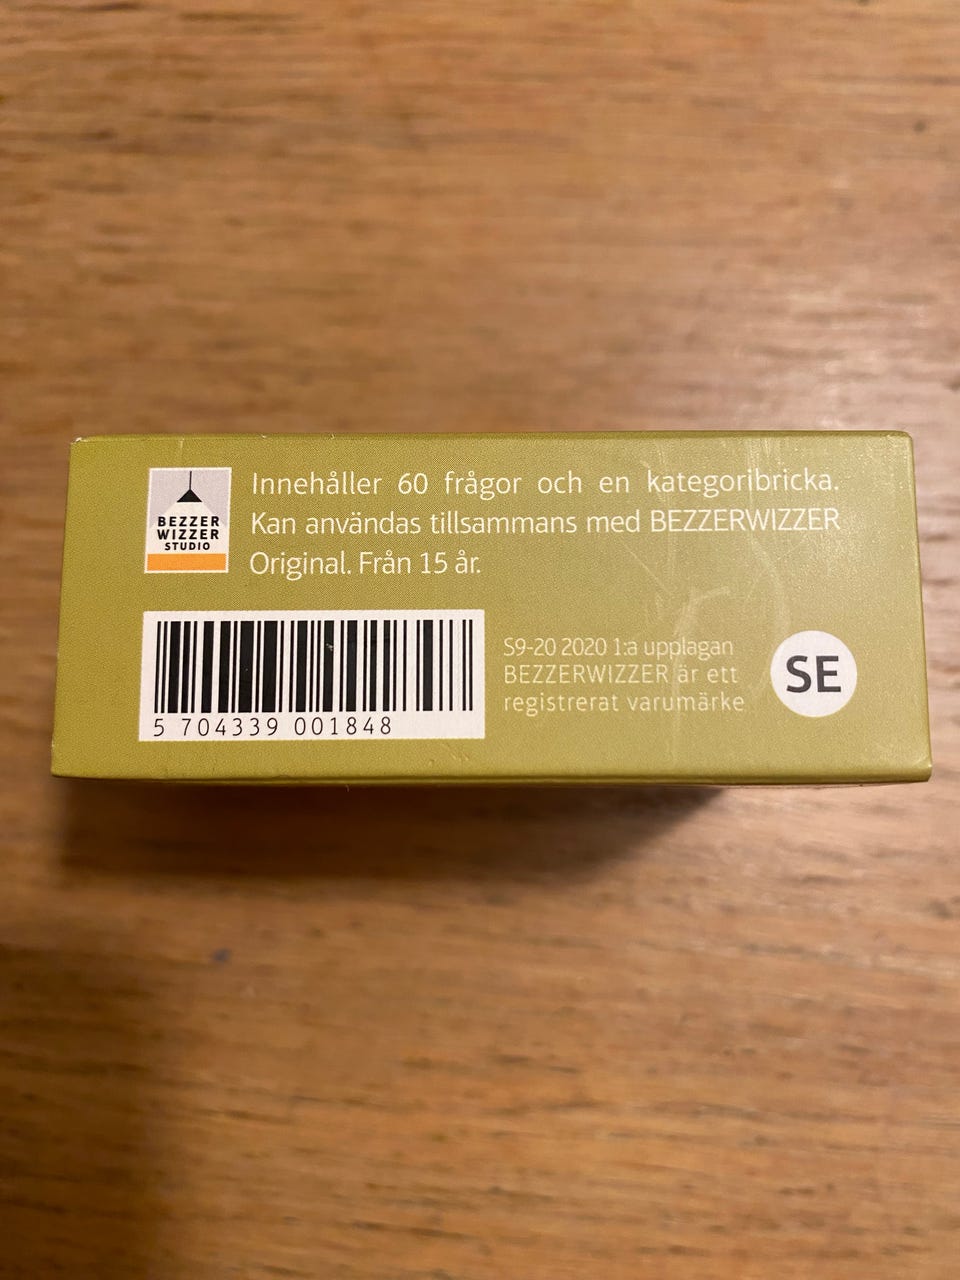 BEZZER
WIZZER
STUDIO
Innehåller 60 frågor och en kategoribricka.
Kan användas tillsammans med BEZZERWIZZER
Original. Från 15 år.
5 704339 001848
S9-20 2020 1:a upplagan
BEZZERWIZZER är ett
registrerat varumärke
SE